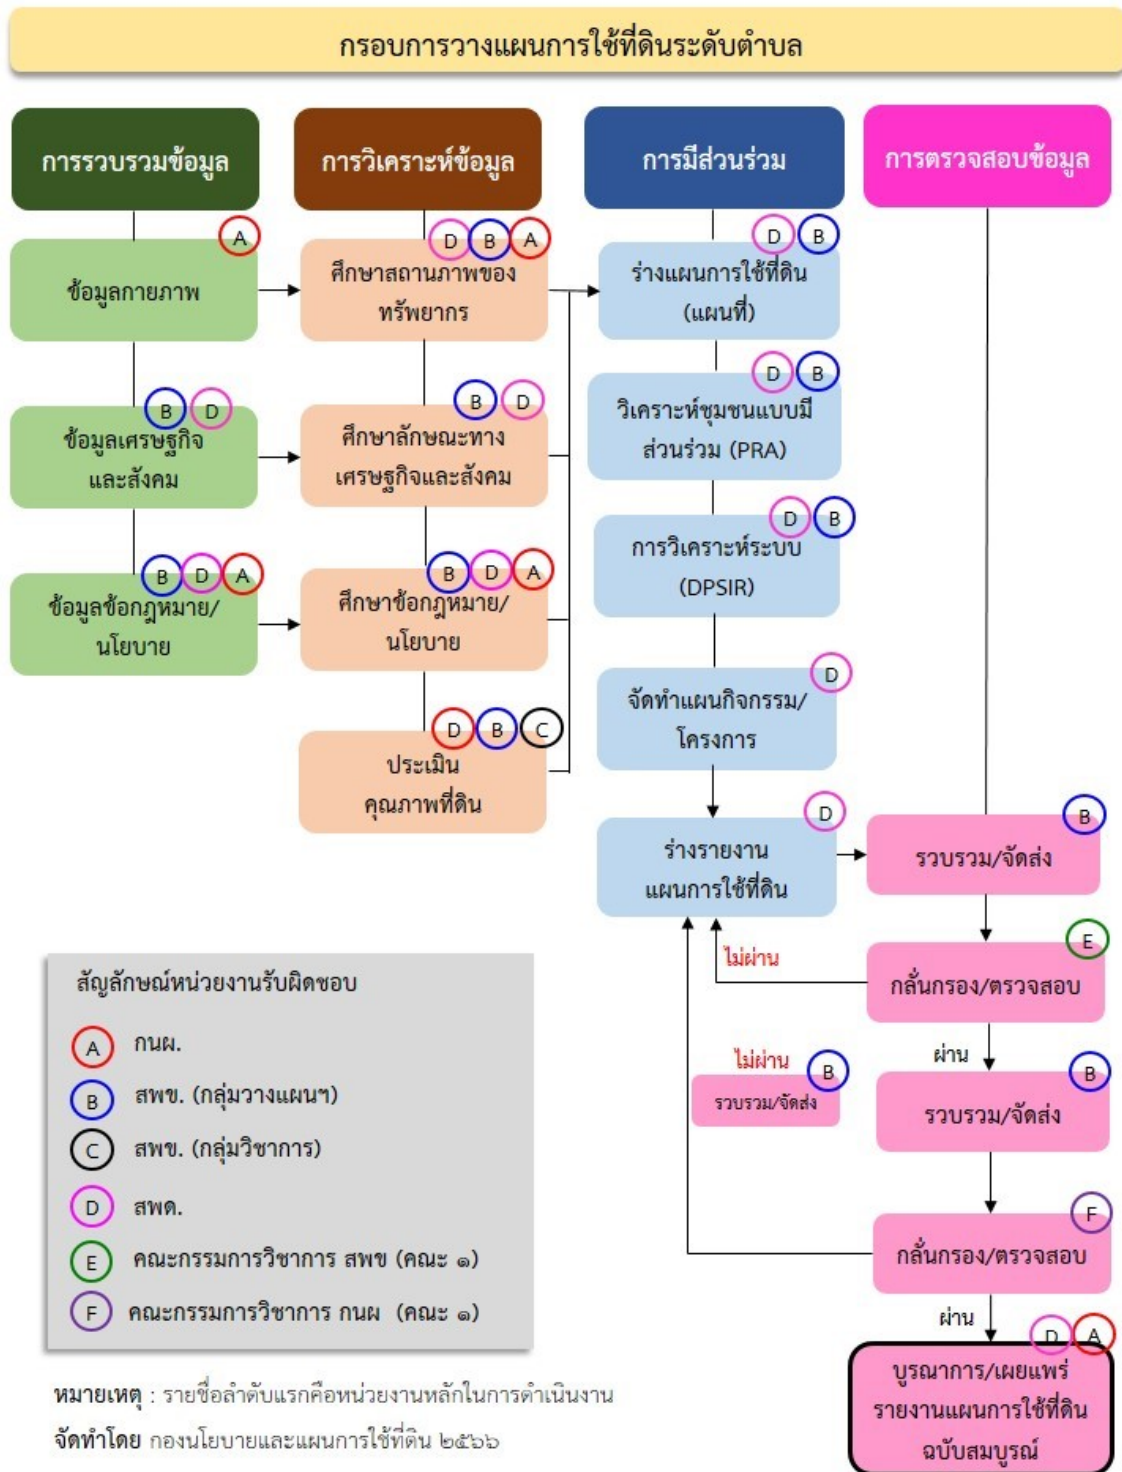 กรอบการวางแผนการใช้ที่ดินระดับตำบล
การรวบรวมข้อมูล
A
ข้อมูลกายภาพ
B D
ข้อมูลเศรษฐกิจ
และสังคม
B D A
ข้อมูลข้อกฎหมาย/
นโยบาย
การวิเคราะห์ข้อมูล
D B A
ศึกษาสถานภาพของ
ทรัพยากร
B D
ศึกษาลักษณะทาง
เศรษฐกิจและสังคม
B D A
ศึกษาข้อกฎหมาย/
นโยบาย
D B C
ประเมิน
คุณภาพที่ดิน
การมีส่วนร่วม
D B
ร่างแผนการใช้ที่ดิน
(แผนที่)
D B
วิเคราะห์ชุมชนแบบมี
ส่วนร่วม (PRA)
D B
การวิเคราะห์ระบบ
(DPSIR)
D
จัดทำแผนกิจกรรม/
โครงการ
D
ร่างรายงาน
แผนการใช้ที่ดิน
การตรวจสอบข้อมูล
B
รวบรวม/จัดส่ง
E
กลั่นกรอง/ตรวจสอบ
ไม่ผ่าน
ผ่าน
B
รวบรวม/จัดส่ง
ไม่ผ่าน
B
รวบรวม/จัดส่ง
F
กลั่นกรอง/ตรวจสอบ
ผ่าน
D A
บูรณาการ/เผยแพร่
รายงานแผนการใช้ที่ดิน
ฉบับสมบูรณ์
สัญลักษณ์หน่วยงานรับผิดชอบ
A กนผ.
B สพข. (กลุ่มวางแผนฯ)
C สพข. (กลุ่มวิชาการ)
D สพด.
E คณะกรรมการวิชาการ สพข (คณะ ๑)
F คณะกรรมการวิชาการ กนผ (คณะ ๑)
หมายเหตุ : รายชื่อลำดับแรกคือหน่วยงานหลักในการดำเนินงาน
จัดทำโดย กองนโยบายและแผนการใช้ที่ดิน ๒๕๖๖